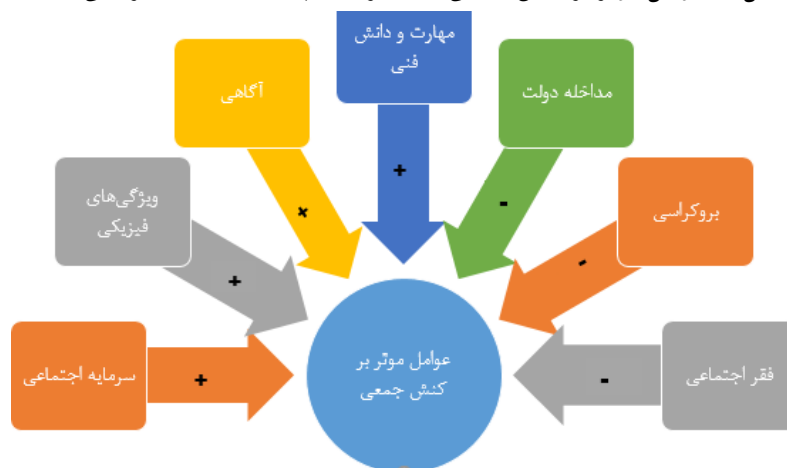 مهارت و دانش
فنی
آگاهی
مداخله دولت
ویژگی‌های
فیزیکی
بروکراسی
سرمایه اجتماعی
فقر اجتماعی
عوامل موثر بر
کنش جمعی
+
+
+
+
-
-
-